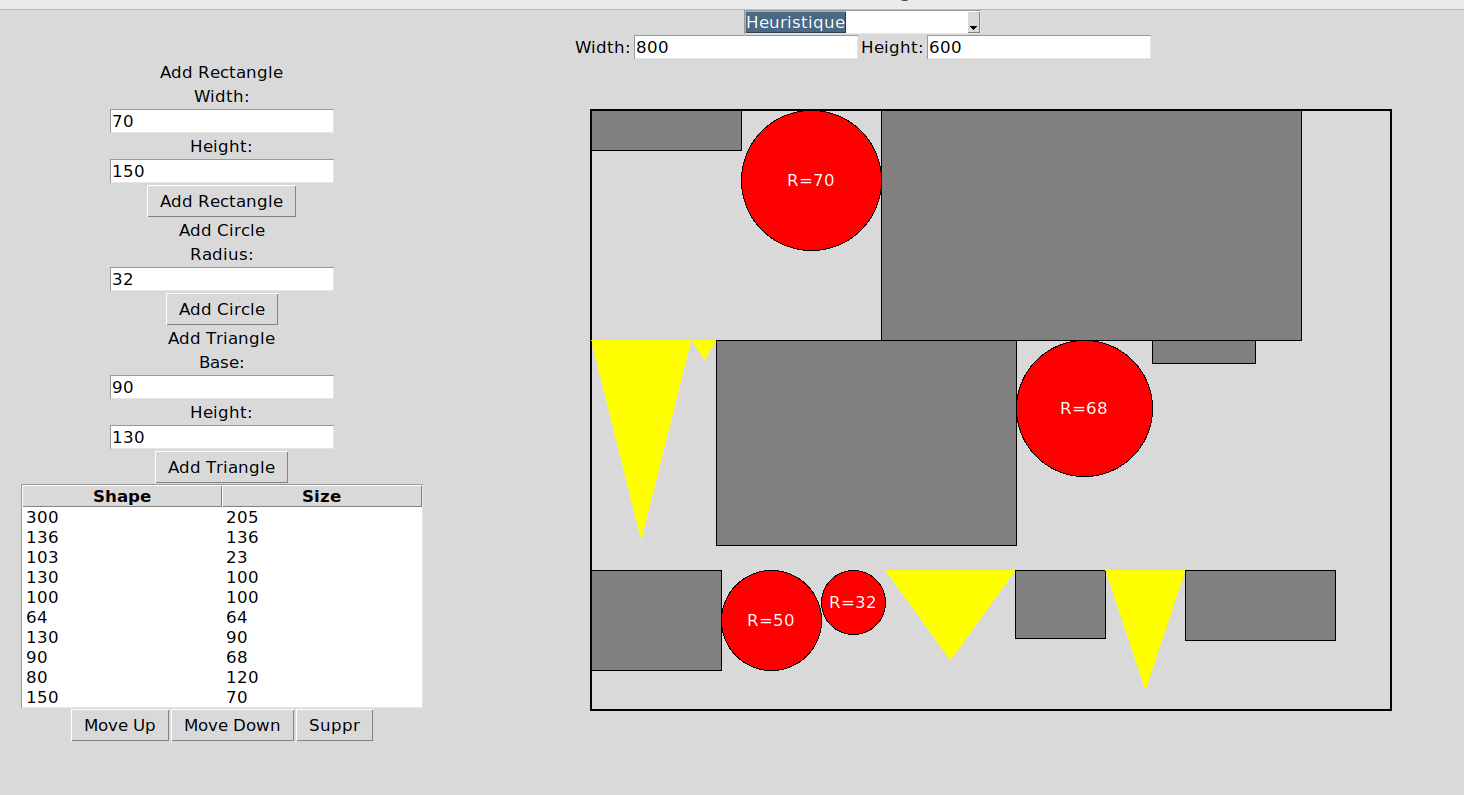 Heuristique
Width: 800 Height: 600
Add Rectangle
Width:
70
Height:
150
Add Rectangle
Add Circle
Radius:
32
Add Circle
Add Triangle
Base:
90
Height:
130
Add Triangle
Shape Size
300 205
136 136
103 23
130 100
100 100
64 64
130 90
90 68
80 120
150 70
Move Up Move Down Suppr
R=70
R=68
R=50
R=32